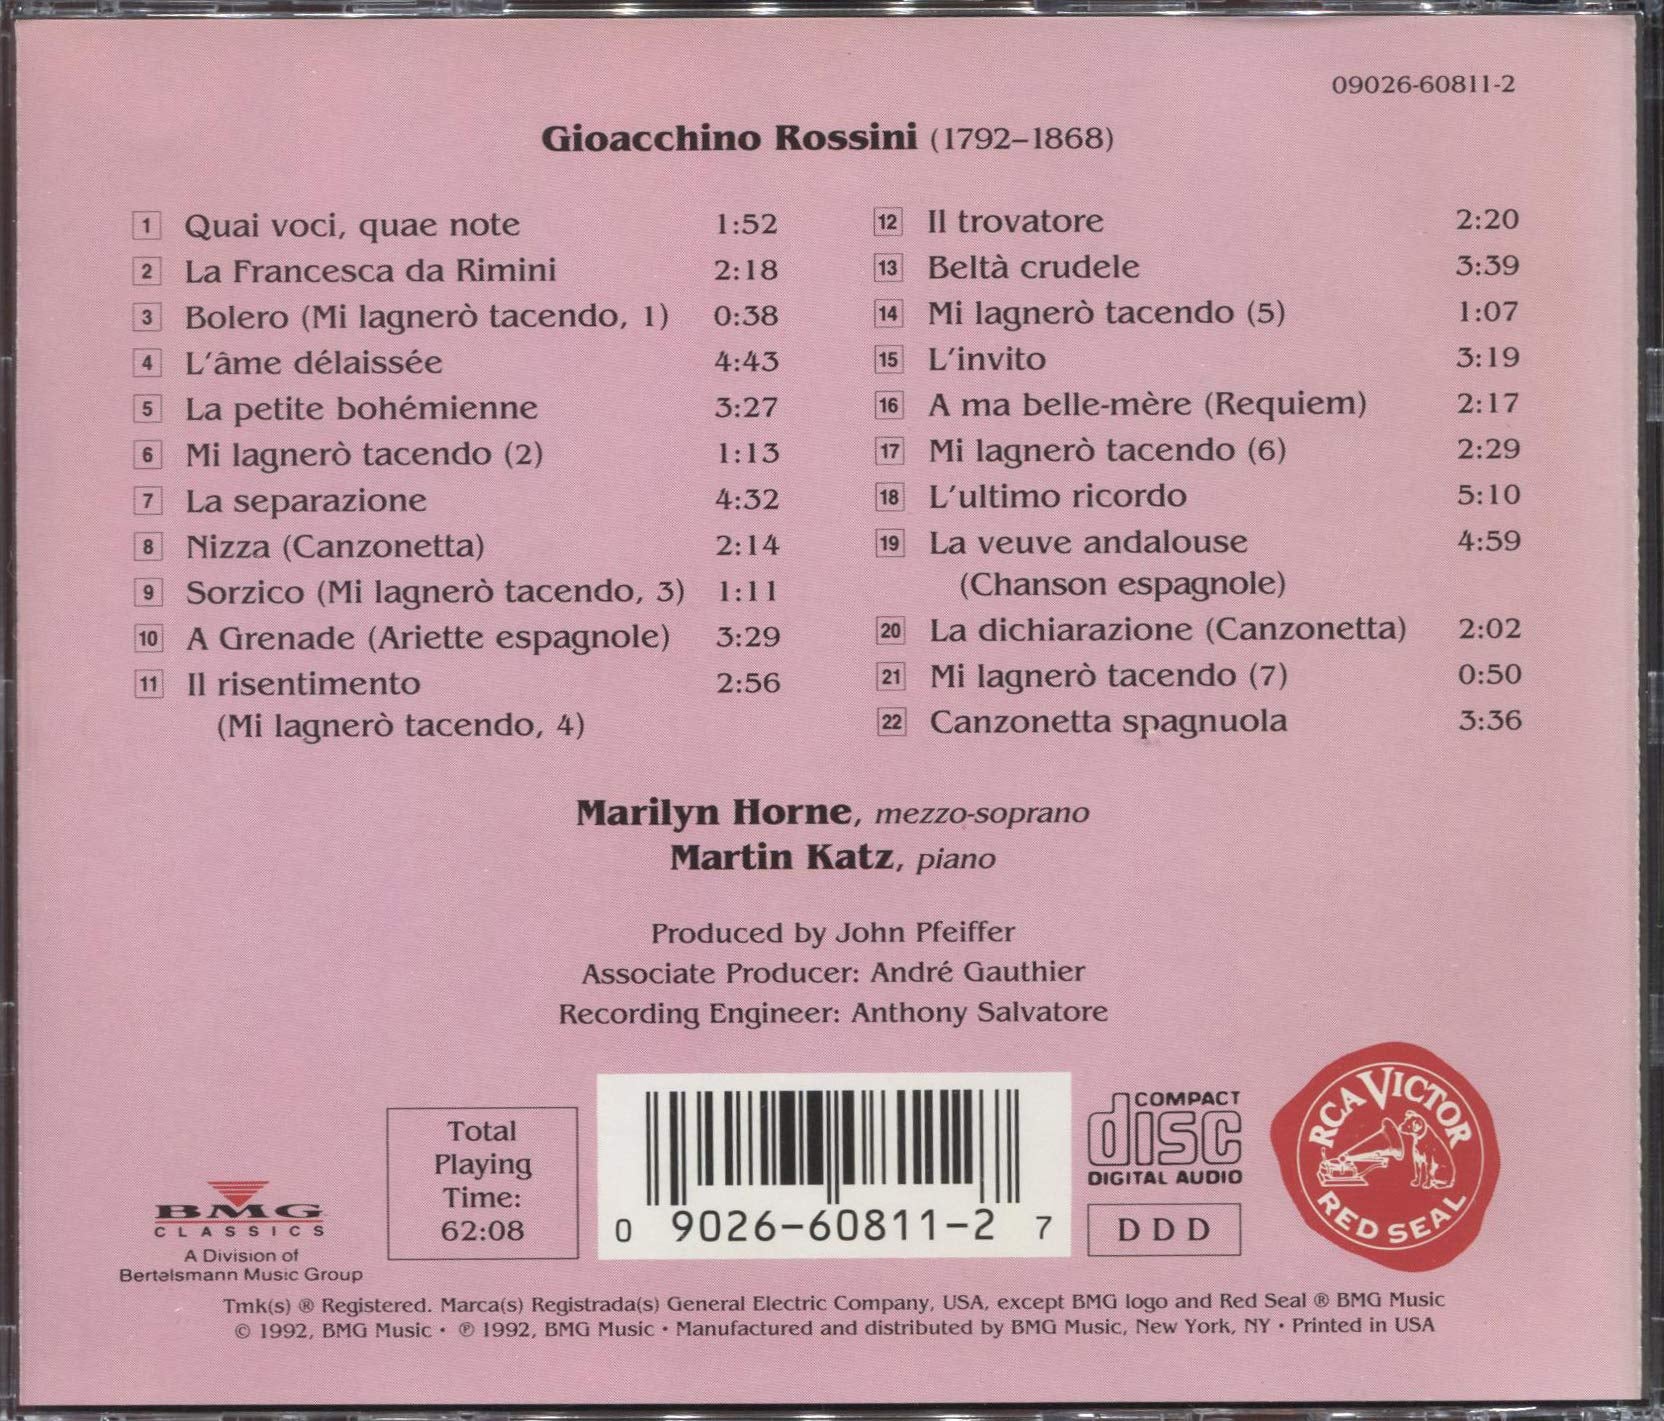 09026-60811-2
Gioacchino Rossini (1792–1868)
1 Quai voci, quae note 1:52
2 La Francesca da Rimini 2:18
3 Bolero (Mi lagnerò tacendo, 1) 0:38
4 L'âme délaissée 4:43
5 La petite bohémienne 3:27
6 Mi lagnerò tacendo (2) 1:13
7 La separazione 4:32
8 Nizza (Canzonetta) 2:14
9 Sorzico (Mi lagnerò tacendo, 3) 1:11
10 A Grenade (Ariette espagnole) 3:29
11 Il risentimento 2:56
(Mi lagnerò tacendo, 4)
12 Il trovatore 2:20
13 Beltà crudele 3:39
14 Mi lagnerò tacendo (5) 1:07
15 L'invito 3:19
16 A ma belle-mère (Requiem) 2:17
17 Mi lagnerò tacendo (6) 2:29
18 L'ultimo ricordo 5:10
19 La veuve andalouse 4:59
(Chanson espagnole)
20 La dichiarazione (Canzonetta) 2:02
21 Mi lagnerò tacendo (7) 0:50
22 Canzonetta spagnuola 3:36
Marilyn Horne, mezzo-soprano
Martin Katz, piano
Produced by John Pfeiffer
Associate Producer: André Gauthier
Recording Engineer: Anthony Salvatore
BMG
CLASSICS
A Division of
Bertelsmann Music Group
Total
Playing
Time:
62:08
0 9026-60811-2 7
COMPACT
disc
DIGITAL AUDIO
DDD
RCA VICTOR
RED SEAL
Tmk(s) ® Registered. Marca(s) Registrada(s) General Electric Company, USA, except BMG logo and Red Seal ® BMG Music
© 1992, BMG Music • ℗ 1992, BMG Music • Manufactured and distributed by BMG Music, New York, NY • Printed in USA